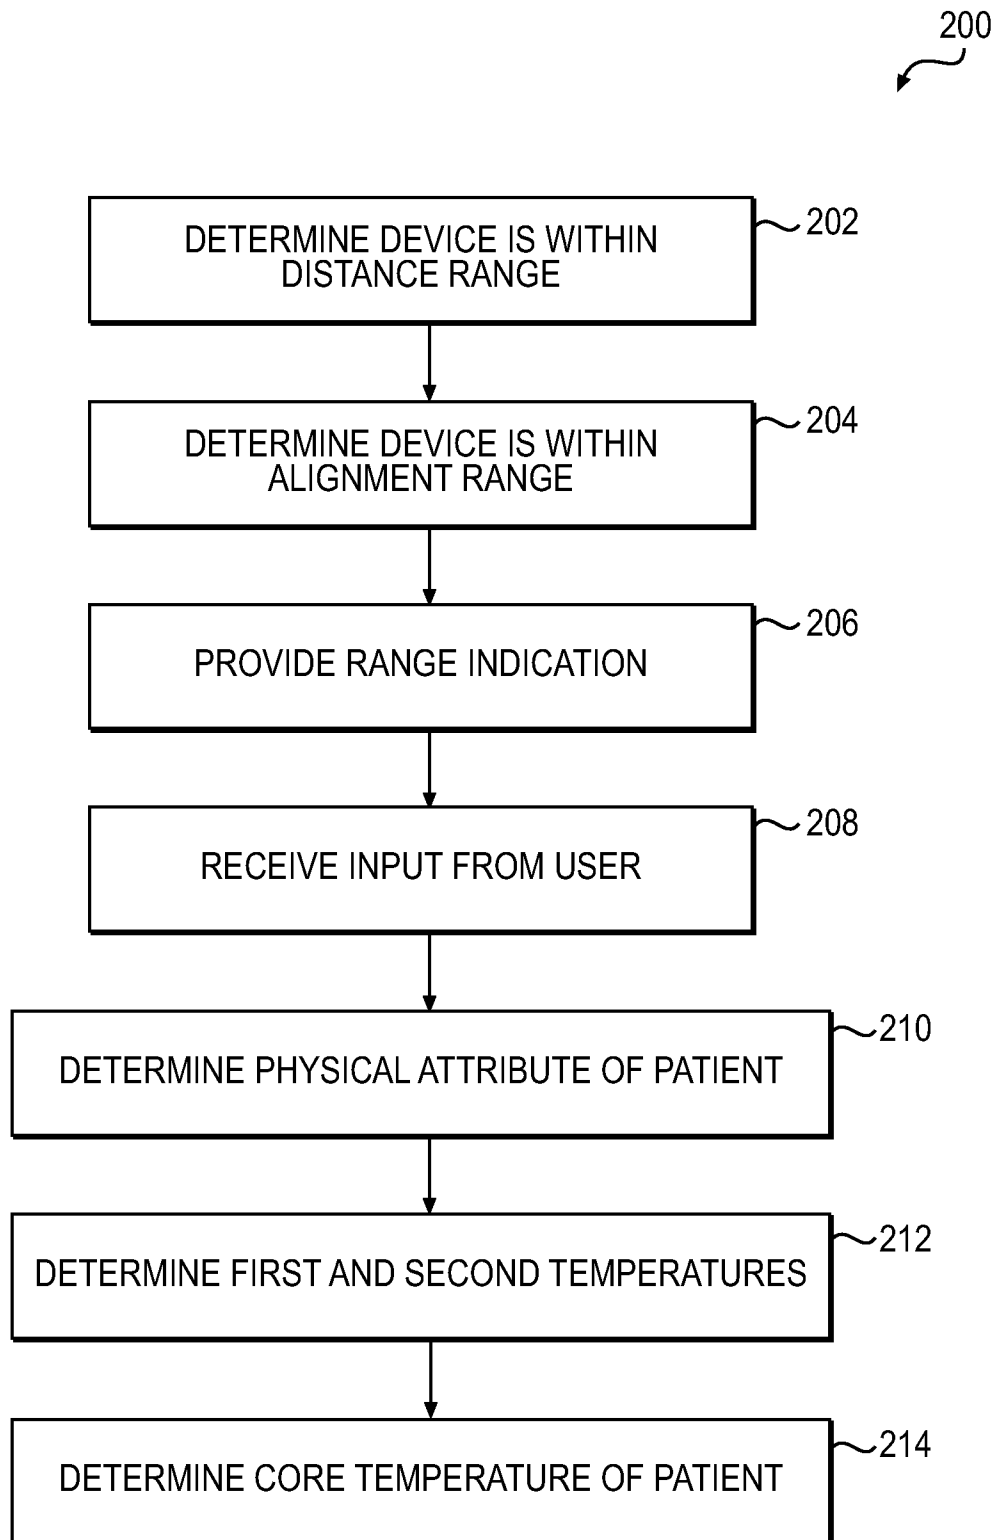 200
DETERMINE DEVICE IS WITHIN
DISTANCE RANGE
202
DETERMINE DEVICE IS WITHIN
ALIGNMENT RANGE
204
PROVIDE RANGE INDICATION
206
RECEIVE INPUT FROM USER
208
DETERMINE PHYSICAL ATTRIBUTE OF PATIENT
210
DETERMINE FIRST AND SECOND TEMPERATURES
212
DETERMINE CORE TEMPERATURE OF PATIENT
214